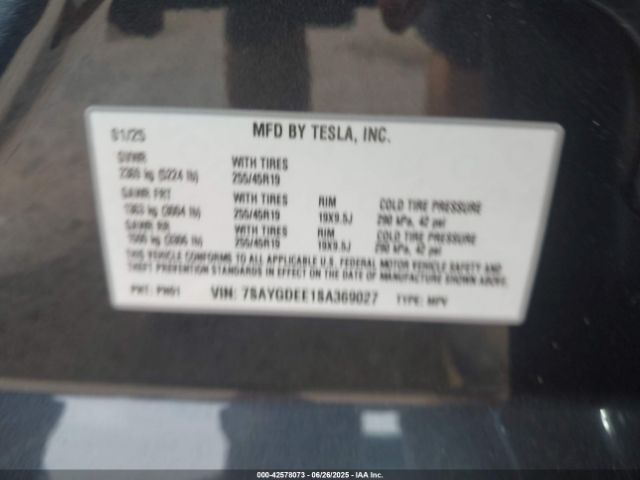 01/25 MFD BY TESLA, INC.
GVWR WITH TIRES
255/45R19
GAWR FRT WITH TIRES RIM COLD TIRE PRESSURE
255/45R19 19X9.5J 290 kPa, 42 psi
GAWR RR WITH TIRES RIM COLD TIRE PRESSURE
255/45R19 19X9.5J 290 kPa, 42 psi
THIS VEHICLE CONFORMS TO ALL APPLICABLE U.S. FEDERAL MOTOR VEHICLE SAFETY AND
THEFT PREVENTION STANDARDS IN EFFECT ON THE DATE OF MANUFACTURE SHOWN ABOVE.
PNT: PN01 VIN: 7SAYGDEE1SA369027 TYPE: MPV
000-42578073 - 06/26/2025 - IAA Inc.